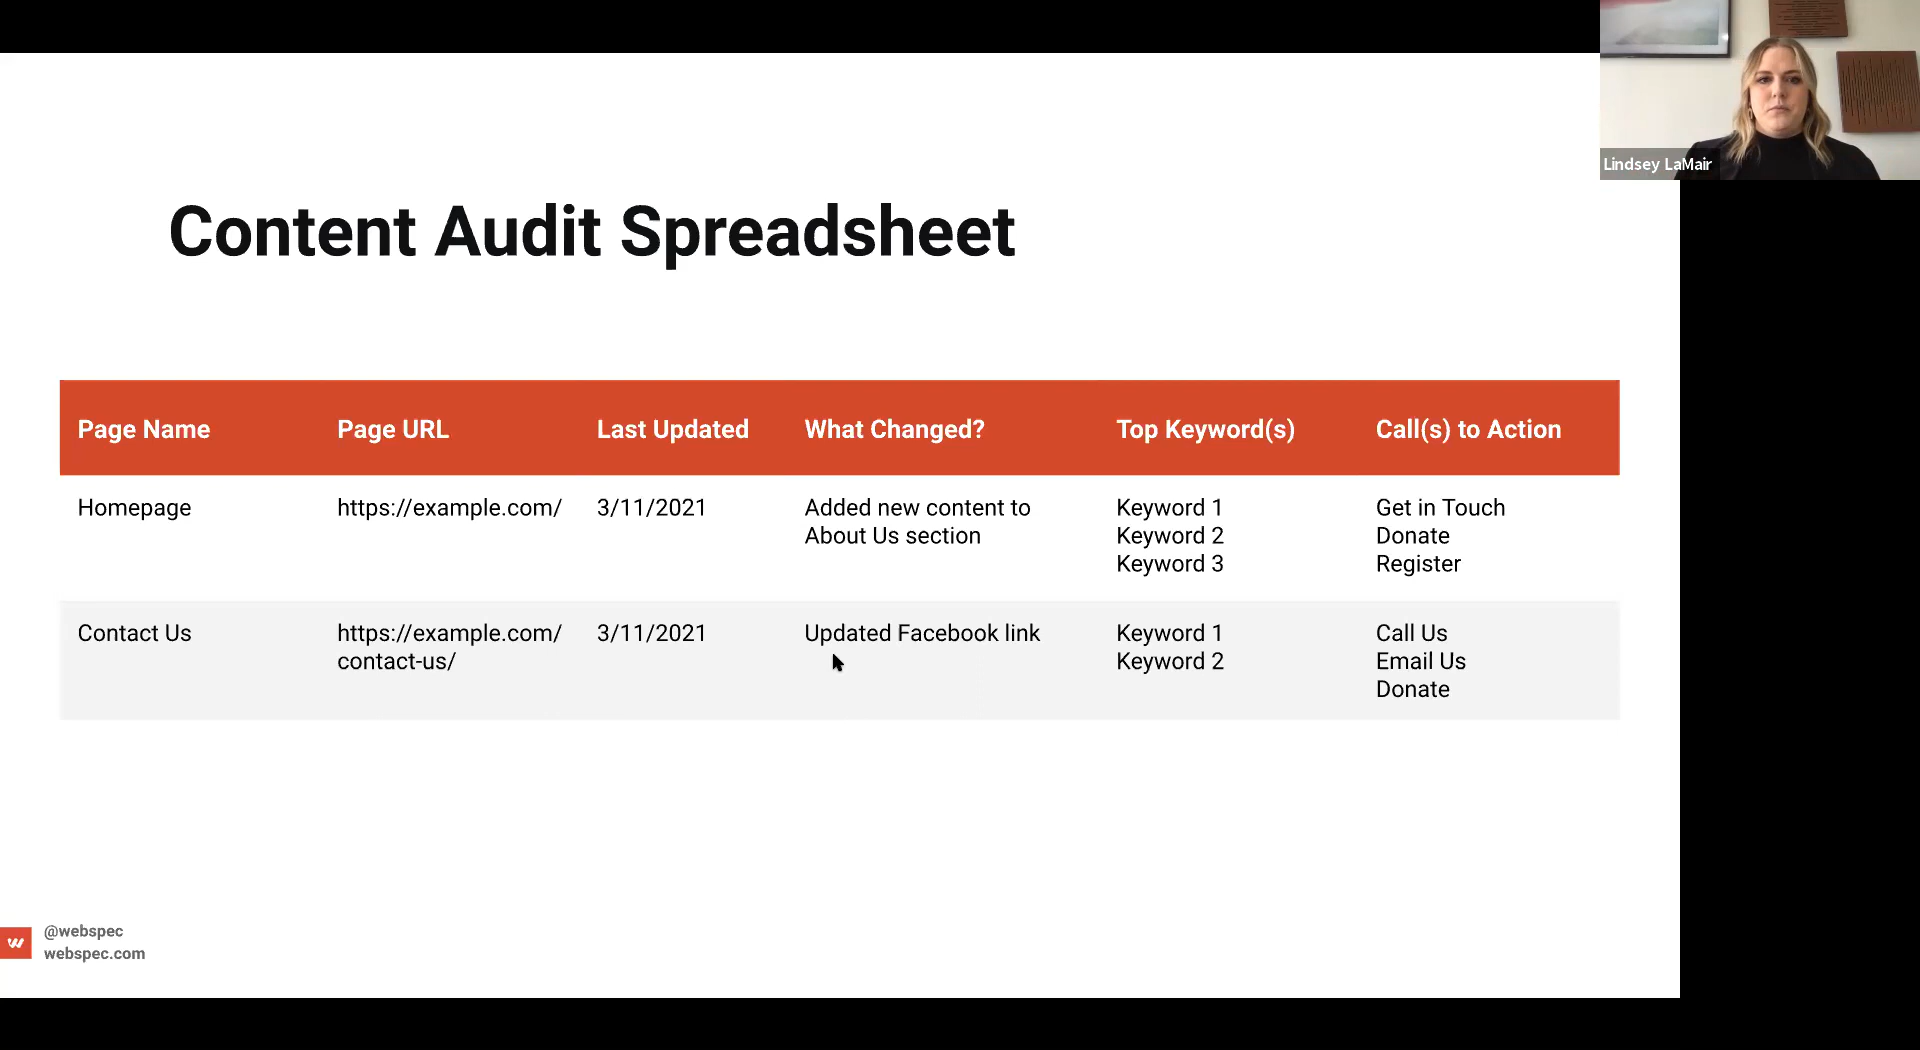 Lindsey LaMair
Content Audit Spreadsheet
Page Name Page URL Last Updated What Changed? Top Keyword(s) Call(s) to Action
Homepage https://example.com/ 3/11/2021 Added new content to Keyword 1 Get in Touch
About Us section Keyword 2 Donate
Keyword 3 Register
Contact Us https://example.com/ 3/11/2021 Updated Facebook link Keyword 1 Call Us
contact-us/ Keyword 2 Email Us
Donate
@webspec
webspec.com